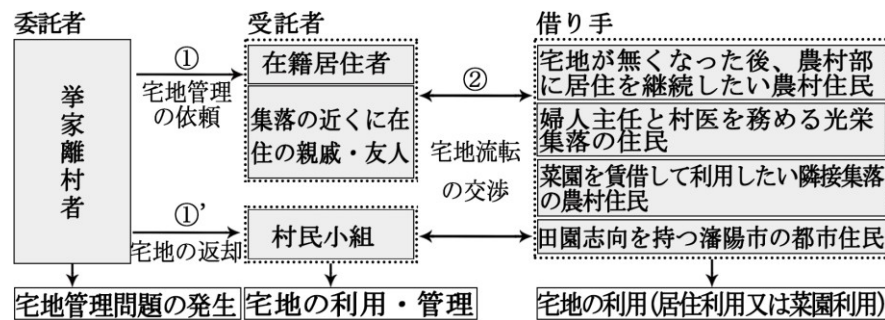 委託者
受託者
借り手
挙家離村者
①
宅地管理
の依頼
①’
宅地の返却
在籍居住者
集落の近くに在
住の親戚・友人
村民小組
②
宅地流転
の交渉
宅地が無くなった後、農村部
に居住を継続したい農村住民
婦人主任と村医を務める光栄
集落の住民
菜園を賃借して利用したい隣接集落
の農村住民
田園志向を持つ瀋陽市の都市住民
宅地管理問題の発生
宅地の利用・管理
宅地の利用(居住利用又は菜園利用)